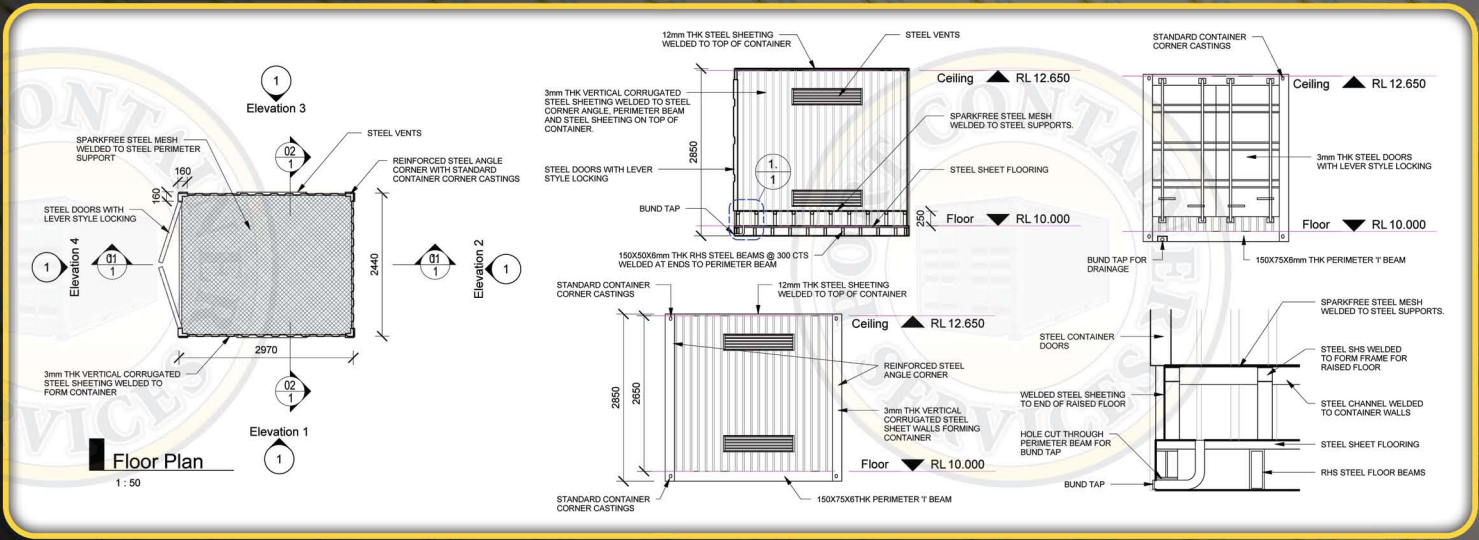 1
Elevation 3
SPARKFREE STEEL MESH
WELDED TO STEEL PERIMETER
SUPPORT
STEEL VENTS
02
1
REINFORCED STEEL ANGLE
CORNER WITH STANDARD
CONTAINER CORNER CASTINGS
160
160
STEEL DOORS WITH
LEVER STYLE LOCKING
1
Elevation 4
01
1
2440
01
1
Elevation 2
1
2970
3mm THK VERTICAL CORRUGATED
STEEL SHEETING WELDED TO
FORM CONTAINER
02
1
Elevation 1
1
Floor Plan
1 : 50
12mm THK STEEL SHEETING
WELDED TO TOP OF CONTAINER
STEEL VENTS
Ceiling RL 12.650
3mm THK VERTICAL CORRUGATED
STEEL SHEETING WELDED TO STEEL
CORNER ANGLE, PERIMETER BEAM
AND STEEL SHEETING ON TOP OF
CONTAINER.
SPARKFREE STEEL MESH
WELDED TO STEEL SUPPORTS.
2850
1.
1
STEEL DOORS WITH LEVER
STYLE LOCKING
STEEL SHEET FLOORING
BUND TAP
250
Floor RL 10.000
150X50X6mm THK RHS STEEL BEAMS @ 300 CTS
WELDED AT ENDS TO PERIMETER BEAM
STANDARD CONTAINER
CORNER CASTINGS
12mm THK STEEL SHEETING
WELDED TO TOP OF CONTAINER
Ceiling RL 12.650
REINFORCED STEEL
ANGLE CORNER
2850
2650
3mm THK VERTICAL
CORRUGATED STEEL
SHEET WALLS FORMING
CONTAINER
Floor RL 10.000
STANDARD CONTAINER
CORNER CASTINGS
150X75X6THK PERIMETER 'I' BEAM
STANDARD CONTAINER
CORNER CASTINGS
Ceiling RL 12.650
3mm THK STEEL DOORS
WITH LEVER STYLE LOCKING
Floor RL 10.000
BUND TAP FOR
DRAINAGE
150X75X6mm THK PERIMETER 'I' BEAM
SPARKFREE STEEL MESH
WELDED TO STEEL SUPPORTS.
STEEL CONTAINER
DOORS
STEEL SHS WELDED
TO FORM FRAME FOR
RAISED FLOOR
WELDED STEEL SHEETING
TO END OF RAISED FLOOR
STEEL CHANNEL WELDED
TO CONTAINER WALLS
HOLE CUT THROUGH
PERIMETER BEAM FOR
BUND TAP
STEEL SHEET FLOORING
RHS STEEL FLOOR BEAMS
BUND TAP